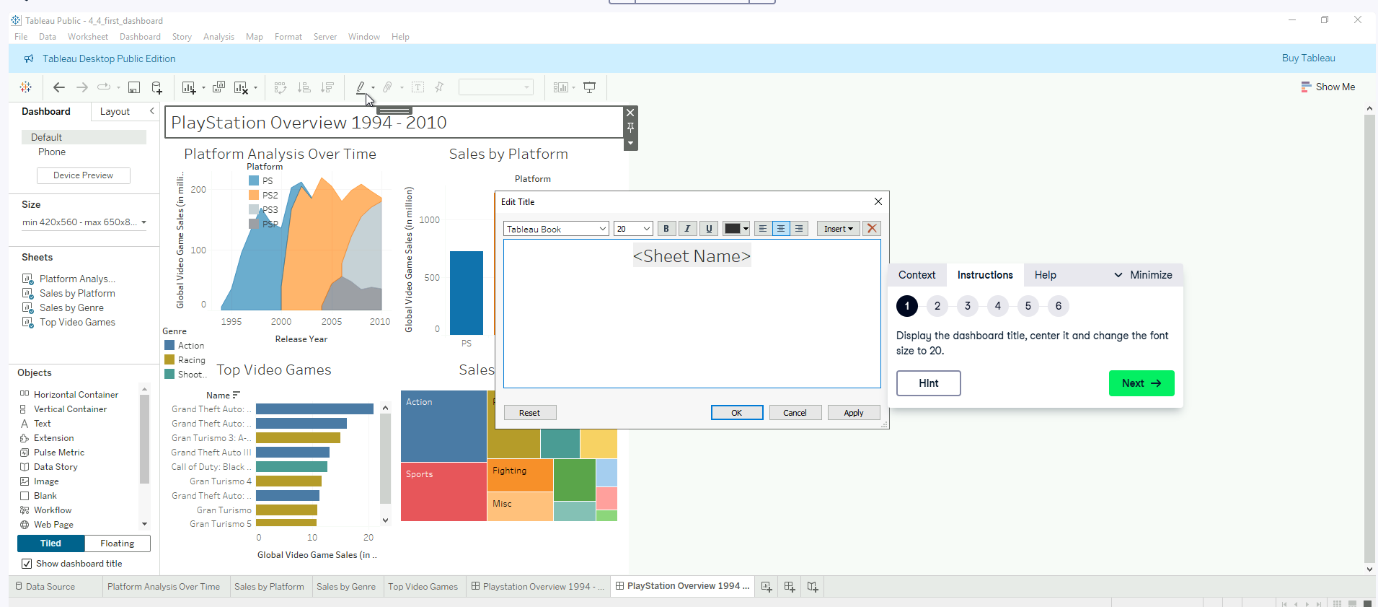 Tableau Public - 4_4_first_dashboard
File Data Worksheet Dashboard Story Analysis Map Format Server Window Help
Tableau Desktop Public Edition
Buy Tableau
Show Me
Dashboard
Layout
Default
Phone
Device Preview
Size
min 420x560 - max 650x8...
Sheets
Platform Analys...
Sales by Platform
Sales by Genre
Top Video Games
Objects
Horizontal Container
Vertical Container
Text
Extension
Pulse Metric
Data Story
Image
Blank
Workflow
Web Page
Tiled
Floating
Show dashboard title
PlayStation Overview 1994 - 2010
Platform Analysis Over Time
Platform
PS
PS2
PS3
PSP
Global Video Game Sales (in milli..
200
100
0
1995 2000 2005 2010
Release Year
Sales by Platform
Platform
Global Video Game Sales (in million)
1000
500
0
PS
Genre
Action
Racing
Shoot..
Top Video Games
Name
Grand Theft Auto: ..
Grand Theft Auto: ..
Gran Turismo 3: A-..
Grand Theft Auto III
Call of Duty: Black ..
Gran Turismo 4
Grand Theft Auto: ..
Gran Turismo
Gran Turismo 5
0 10 20
Global Video Game Sales (in ..
Sales
Action
Sports
Fighting
Misc
Edit Title
Tableau Book
20
B I U
Insert
<Sheet Name>
Reset
OK
Cancel
Apply
Context
Instructions
Help
Minimize
1 2 3 4 5 6
Display the dashboard title, center it and change the font
size to 20.
Hint
Next
Data Source
Platform Analysis Over Time
Sales by Platform
Sales by Genre
Top Video Games
Playstation Overview 1994 - ...
PlayStation Overview 1994 ...